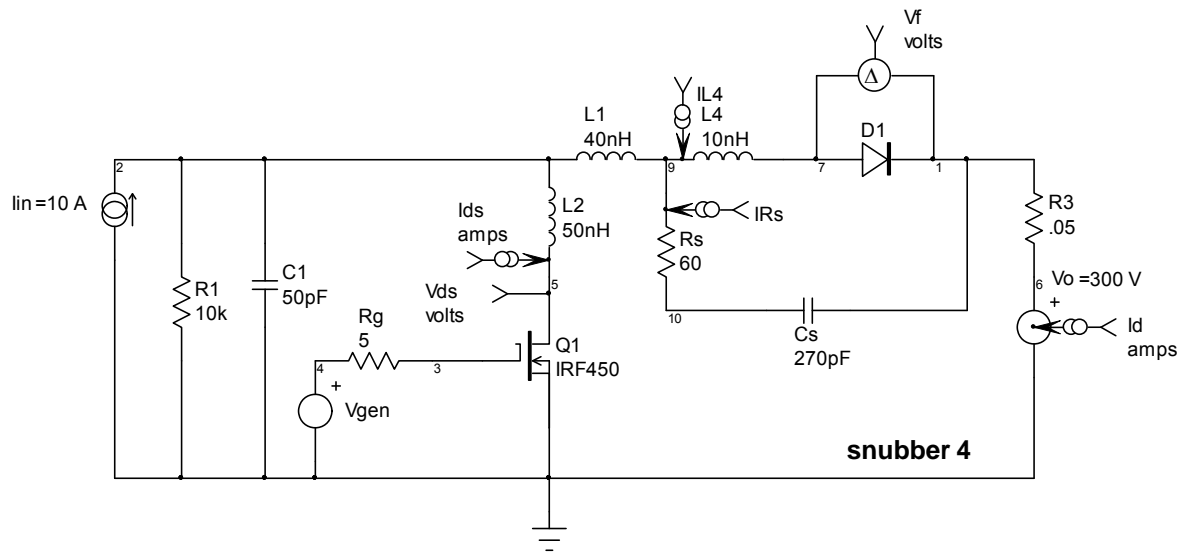 Vf
volts
Δ
IL4
L1
40nH
L4
10nH
D1
2
9
7
1
Iin =10 A
L2
50nH
Ids
amps
IRs
Rs
60
R3
.05
C1
50pF
R1
10k
Vds
volts
5
6
Vo =300 V
+
Id
amps
10
Cs
270pF
Rg
5
Q1
IRF450
4
3
+
Vgen
snubber 4